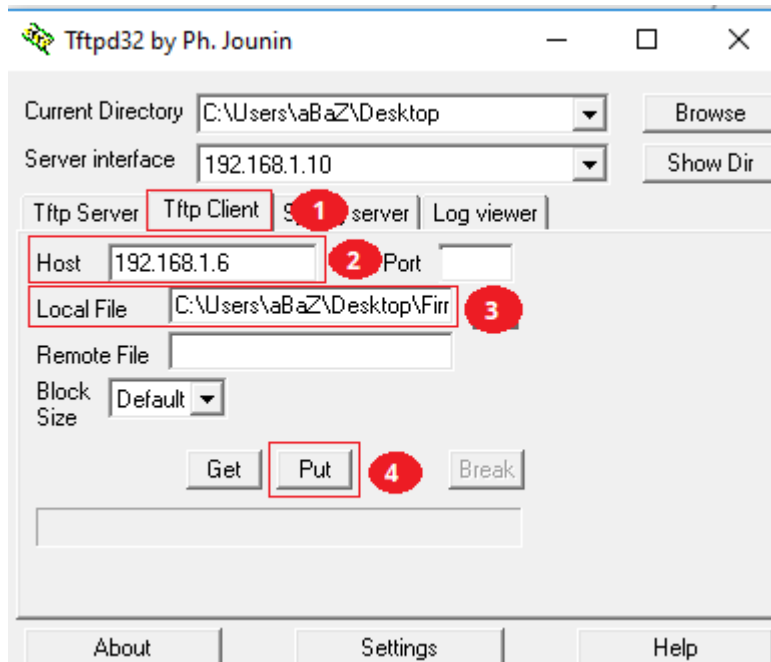 Tftpd32 by Ph. Jounin
Current Directory C:\Users\aBaZ\Desktop Browse
Server interface 192.168.1.10 Show Dir
Tftp Server Tftp Client 1 server Log viewer
Host 192.168.1.6 2 Port
Local File C:\Users\aBaZ\Desktop\Firr 3
Remote File
Block Size Default
Get Put 4 Break
About Settings Help